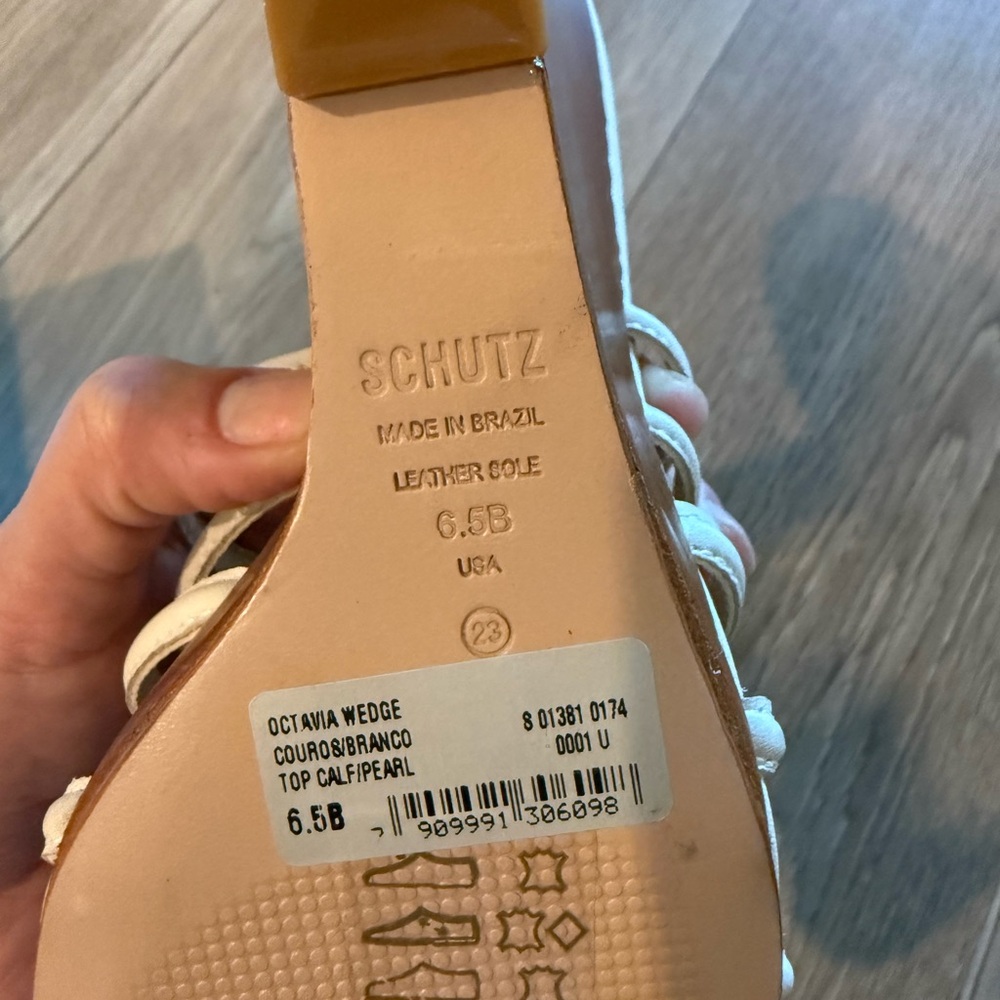 SCHUTZ
MADE IN BRAZIL
LEATHER SOLE
6.5B
USA
23
OCTAVIA WEDGE
COUROS/BRANCO
TOP CALF/PEARL
6.5B
S 01381 0174
0001 U
7 909991 306098